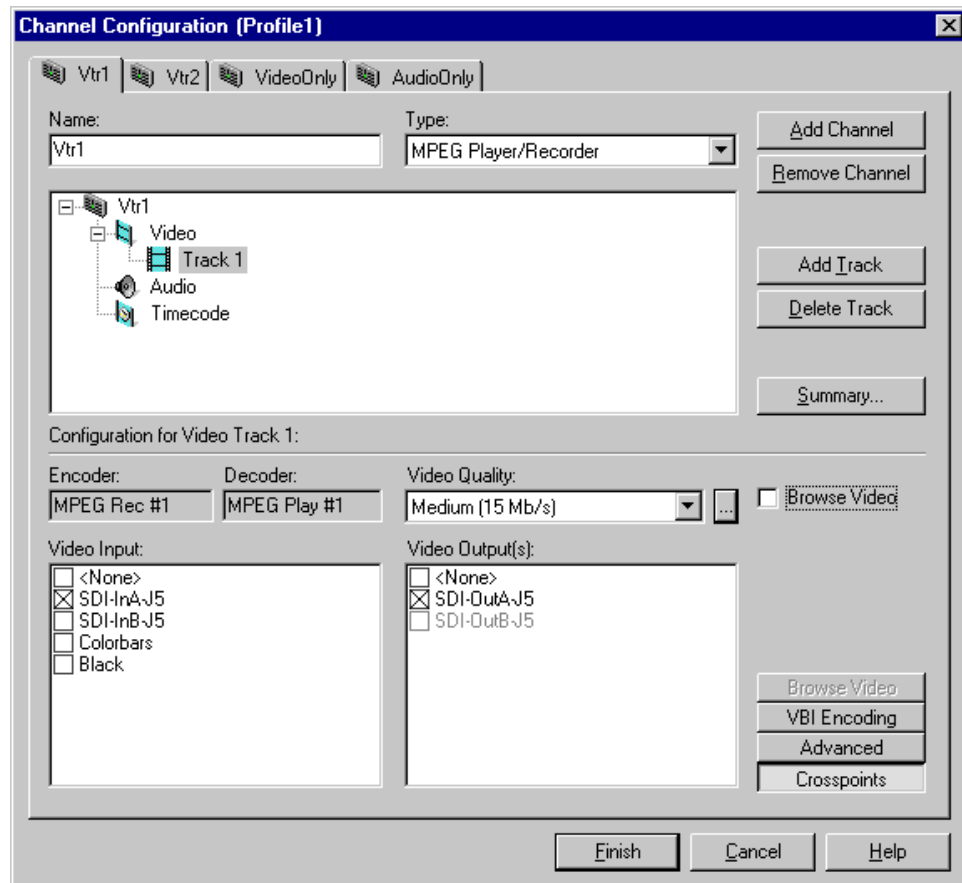 Channel Configuration (Profile1)
Vtr1 Vtr2 VideoOnly AudioOnly
Name: Type:
Vtr1 MPEG Player/Recorder
Add Channel
Remove Channel
Vtr1
Video
Track 1
Audio
Timecode
Add Track
Delete Track
Summary...
Configuration for Video Track 1:
Encoder: Decoder: Video Quality:
MPEG Rec #1 MPEG Play #1 Medium (15 Mb/s) ... Browse Video
Video Input:
<None>
SDI-InA-J5
SDI-InB-J5
Colorbars
Black
Video Output(s):
<None>
SDI-OutA-J5
SDI-OutB-J5
Browse Video
VBI Encoding
Advanced
Crosspoints
Finish Cancel Help